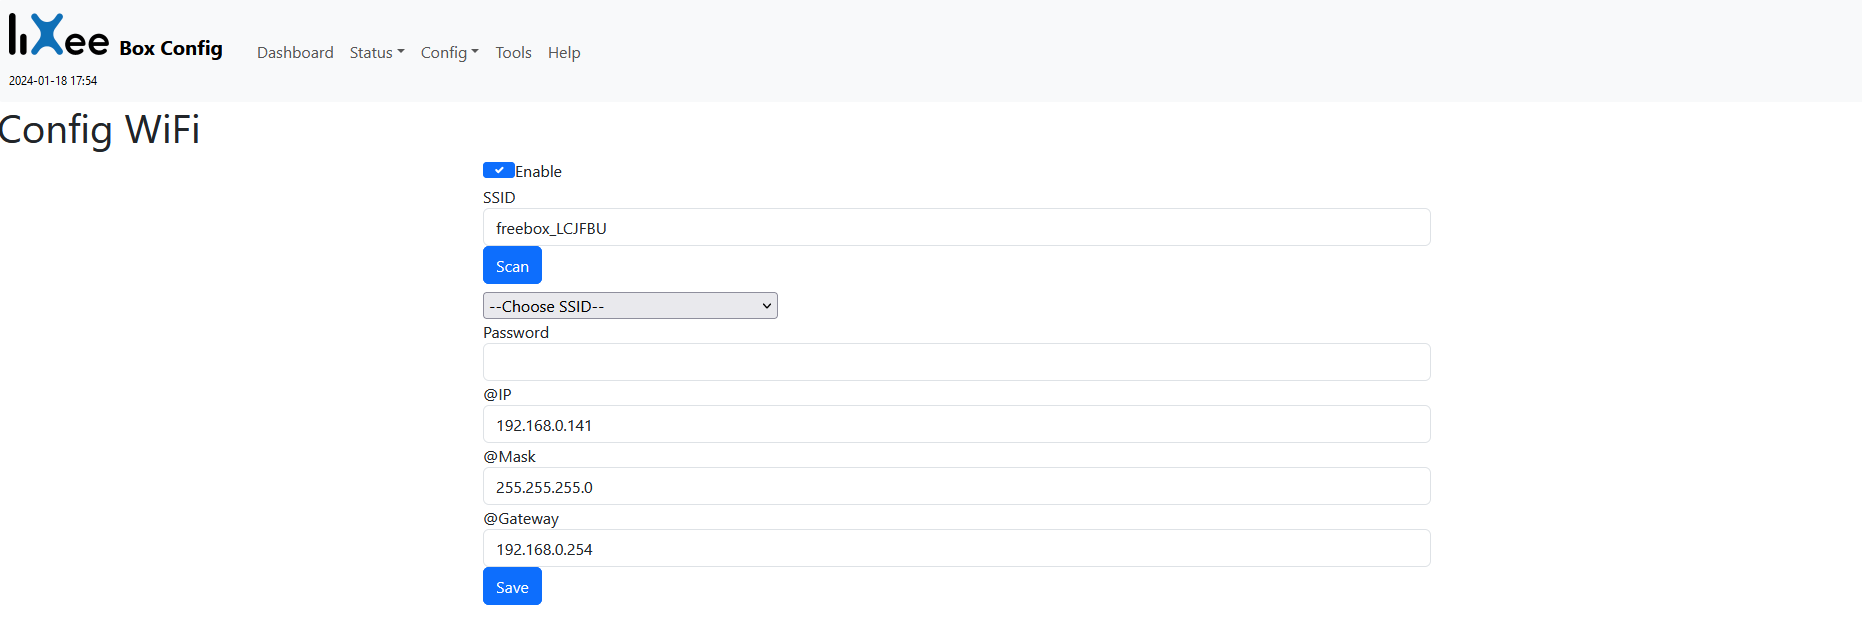 liXee Box Config Dashboard Status Config Tools Help
2024-01-18 17:54
Config WiFi
Enable
SSID
freebox_LCJFBU
Scan
--Choose SSID--
Password
@IP
192.168.0.141
@Mask
255.255.255.0
@Gateway
192.168.0.254
Save